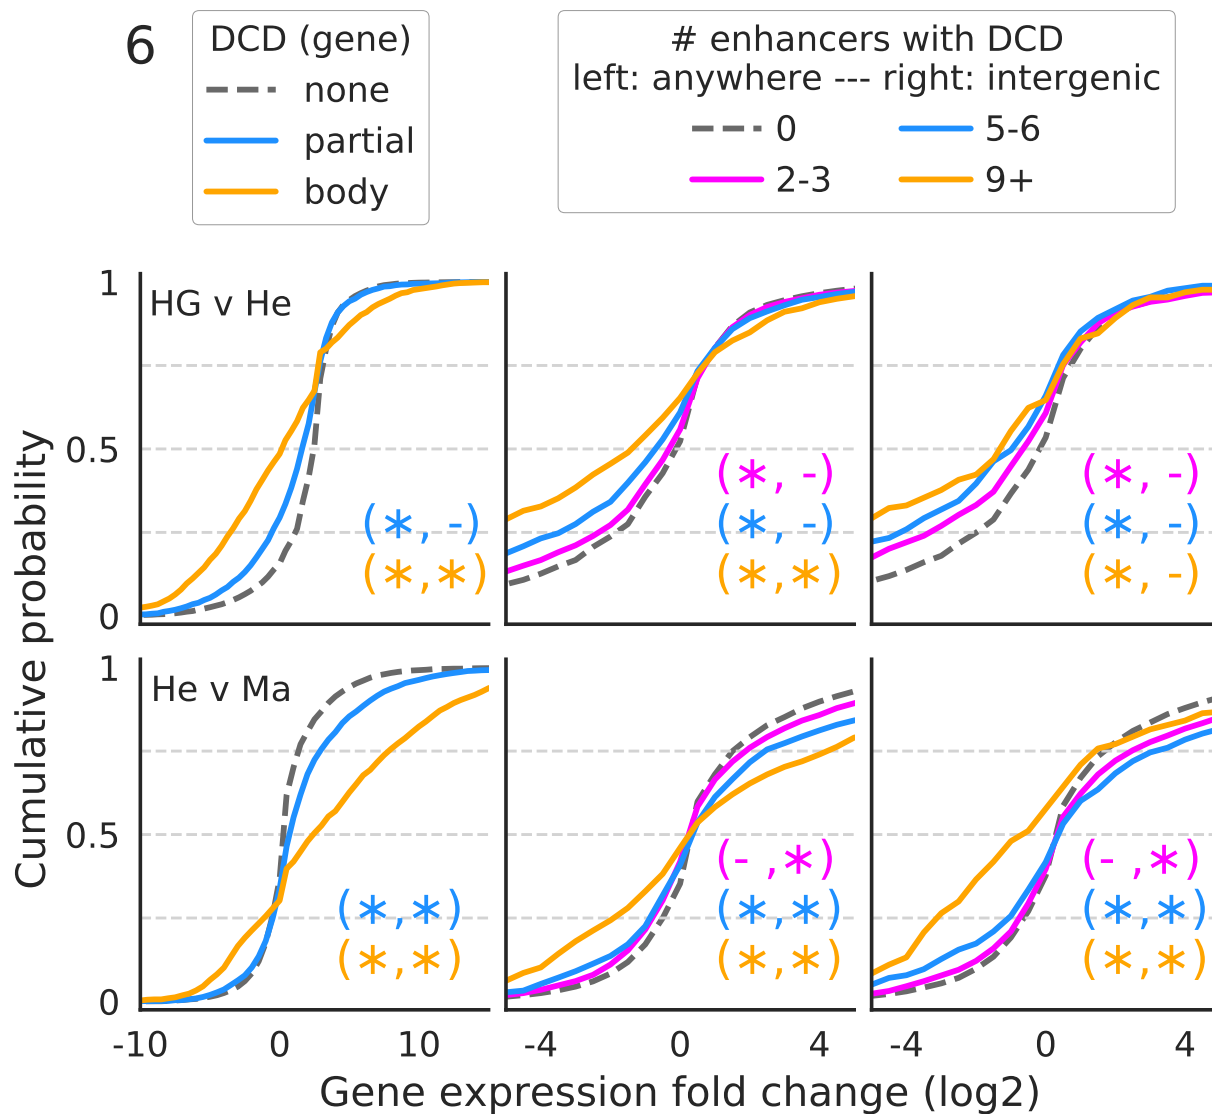 6
DCD (gene)
none
partial
body
# enhancers with DCD
left: anywhere --- right: intergenic
0
2-3
5-6
9+
Cumulative probability
1
0.5
0
HG v He
(*, -)
(*,*)
(*, -)
(*, -)
(*,*)
(*, -)
(*, -)
(*, -)
1
0.5
0
He v Ma
(*,*)
(*,*)
(- ,*)
(*,*)
(*,*)
(- ,*)
(*,*)
(*,*)
-10 0 10
-4 0 4
-4 0 4
Gene expression fold change (log2)